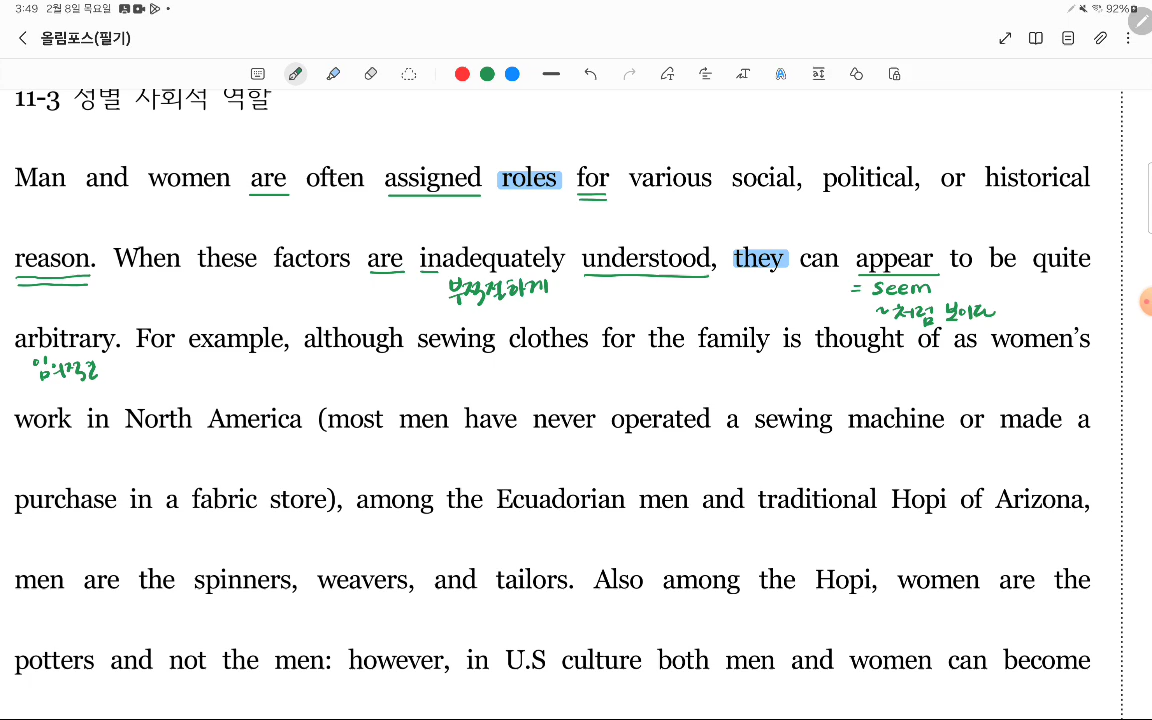 3:49 2월 8일 목요일
92%
올림포스(필기)
11-3 성별 사회적 역할
Man and women are often assigned roles for various social, political, or historical
reason. When these factors are inadequately understood, they can appear to be quite
부적절하게
= seem
~처럼 보이다
arbitrary. For example, although sewing clothes for the family is thought of as women's
임의적으로
work in North America (most men have never operated a sewing machine or made a
purchase in a fabric store), among the Ecuadorian men and traditional Hopi of Arizona,
men are the spinners, weavers, and tailors. Also among the Hopi, women are the
potters and not the men: however, in U.S culture both men and women can become